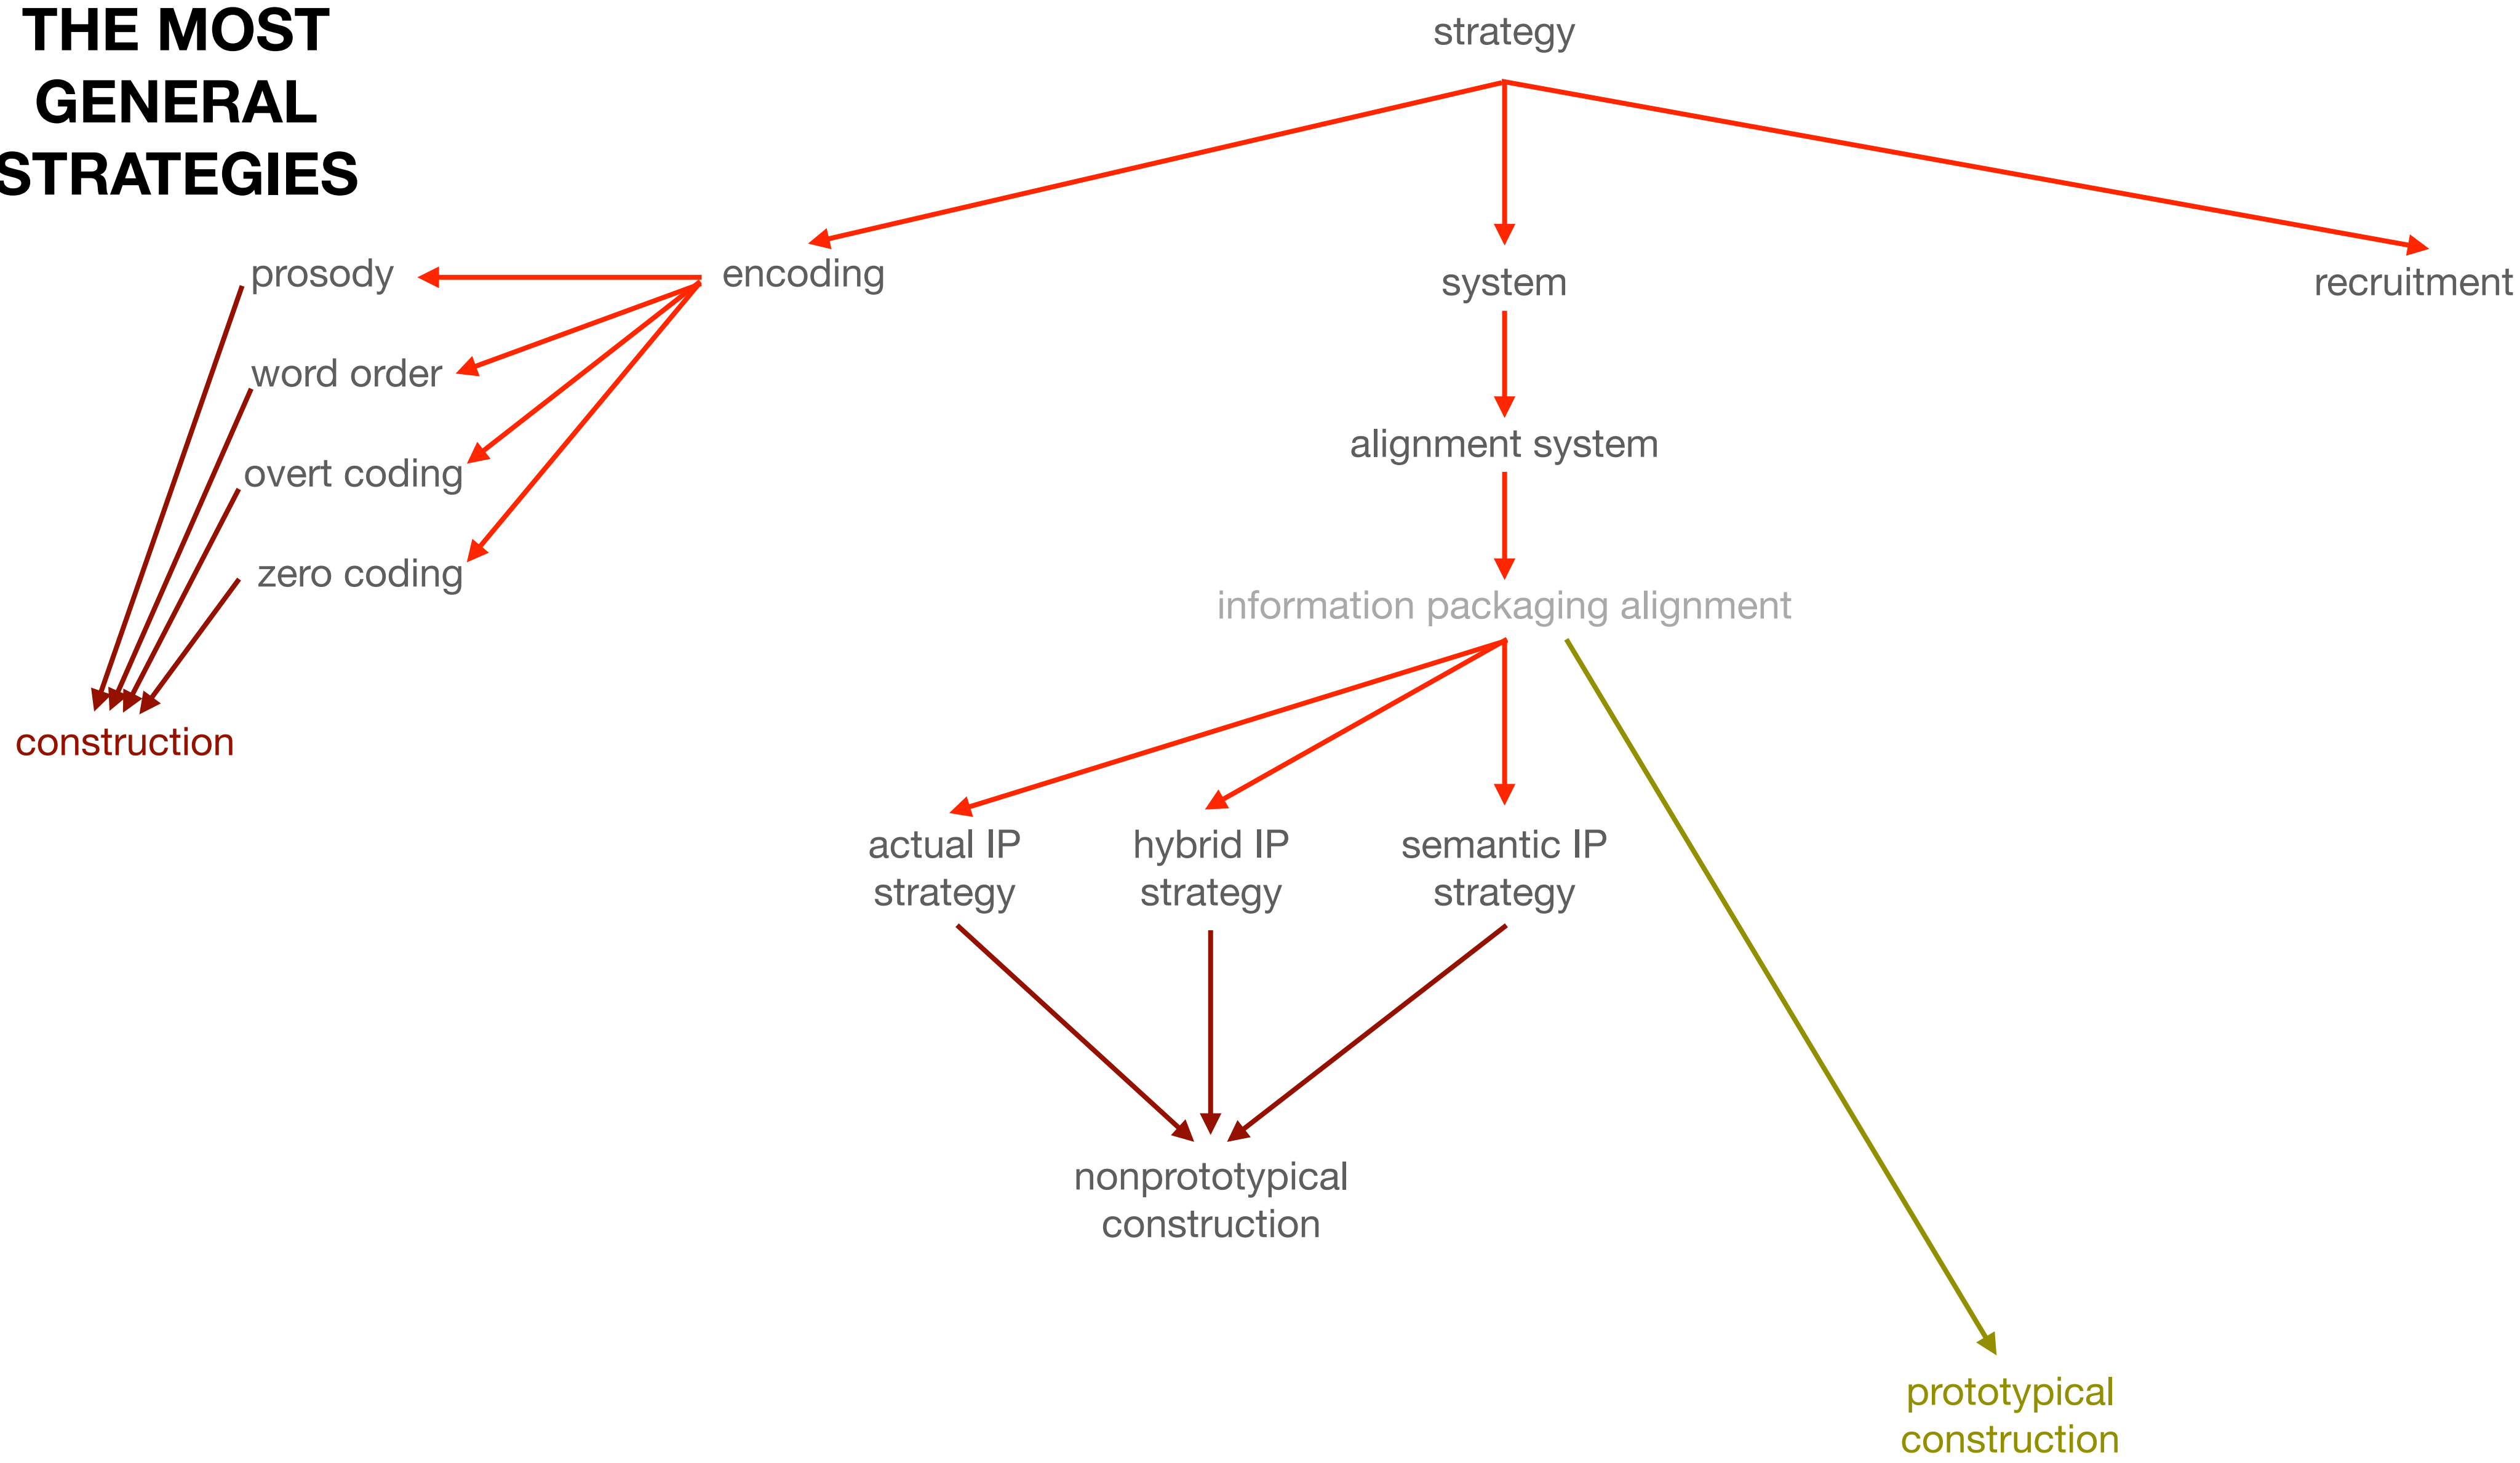 THE MOST
GENERAL
STRATEGIES
strategy
prosody
encoding
system
recruitment
word order
alignment system
overt coding
zero coding
information packaging alignment
construction
actual IP
strategy
hybrid IP
strategy
semantic IP
strategy
nonprototypical
construction
prototypical
construction